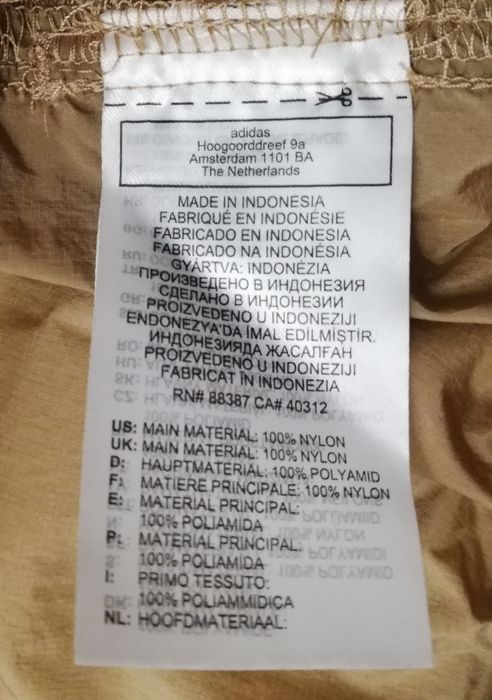 adidas
Hoogoorddreef 9a
Amsterdam 1101 BA
The Netherlands
MADE IN INDONESIA
FABRIQUÉ EN INDONÉSIE
FABRICADO EN INDONESIA
FABRICADO NA INDONÉSIA
GYÁRTVA: INDONÉZIA
ПРОИЗВЕДЕНО В ИНДОНЕЗИЯ
СДЕЛАНО В ИНДОНЕЗИИ
PROIZVEDENO U INDONEZIJI
ENDONEZYA'DA İMAL EDİLMİŞTİR.
ИНДОНЕЗИЯДА ЖАСАЛҒАН
PROIZVEDENO U INDONEZIJI
FABRICAT ÎN INDONEZIA
RN# 88387 CA# 40312
US: MAIN MATERIAL: 100% NYLON
UK: MAIN MATERIAL: 100% NYLON
D: HAUPTMATERIAL: 100% POLYAMID
F: MATIERE PRINCIPALE: 100% NYLON
E: MATERIAL PRINCIPAL:
100% POLIAMIDA
P: MATERIAL PRINCIPAL:
100% POLIAMIDA
I: PRIMO TESSUTO:
100% POLIAMMIDICA
NL: HOOFDMATERIAAL: